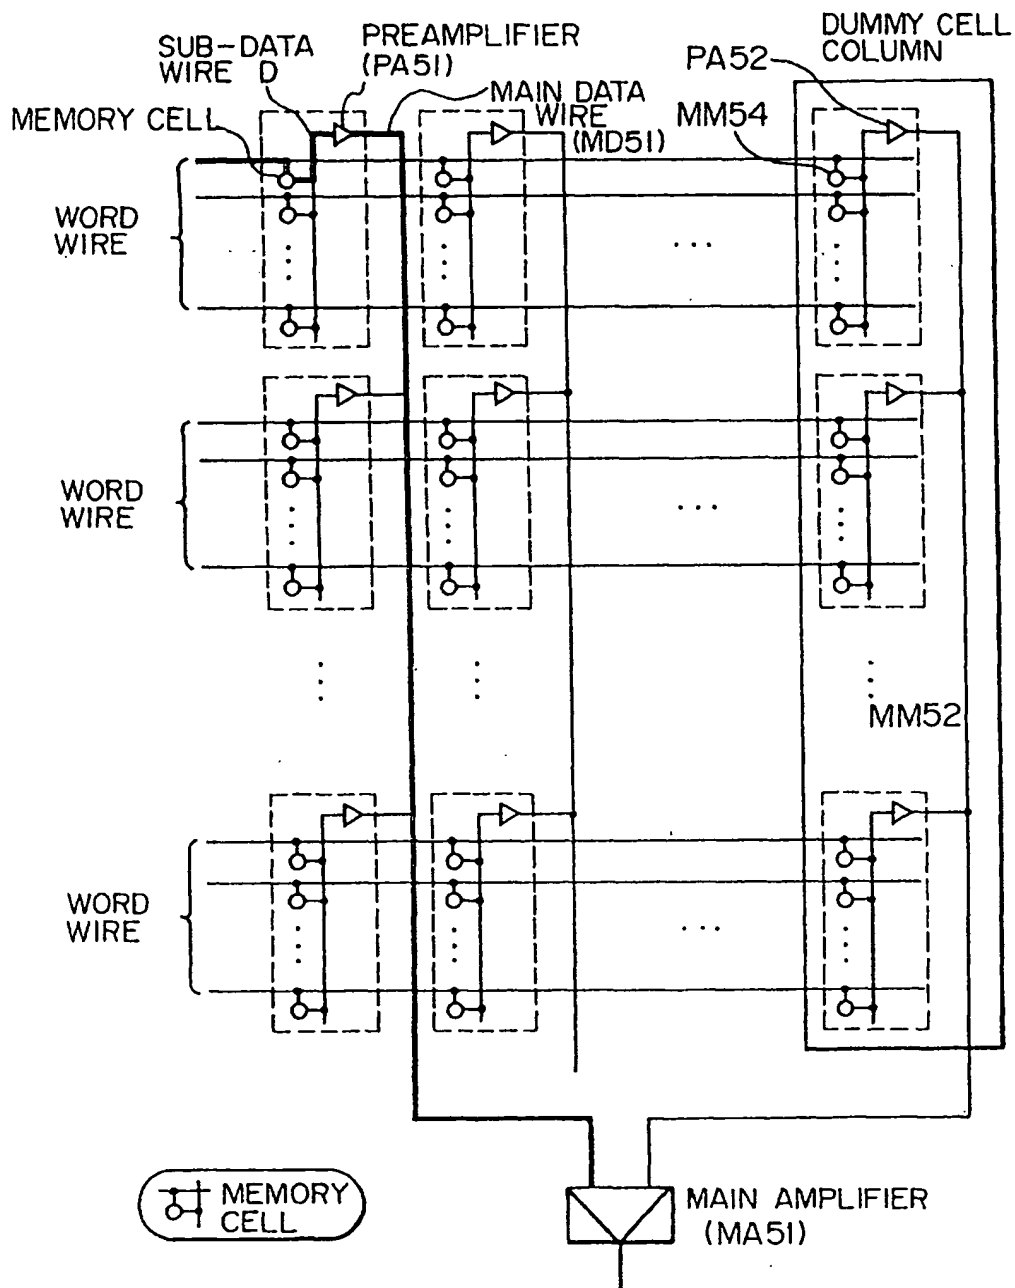 DUMMY CELL
COLUMN
SUB-DATA
WIRE D
PREAMPLIFIER
(PA51)
PA52
MAIN DATA
WIRE
(MD51)
MM54
MEMORY CELL
WORD
WIRE
. . .
WORD
WIRE
. . .
MM52
WORD
WIRE
. . .
MEMORY
CELL
MAIN AMPLIFIER
(MA51)